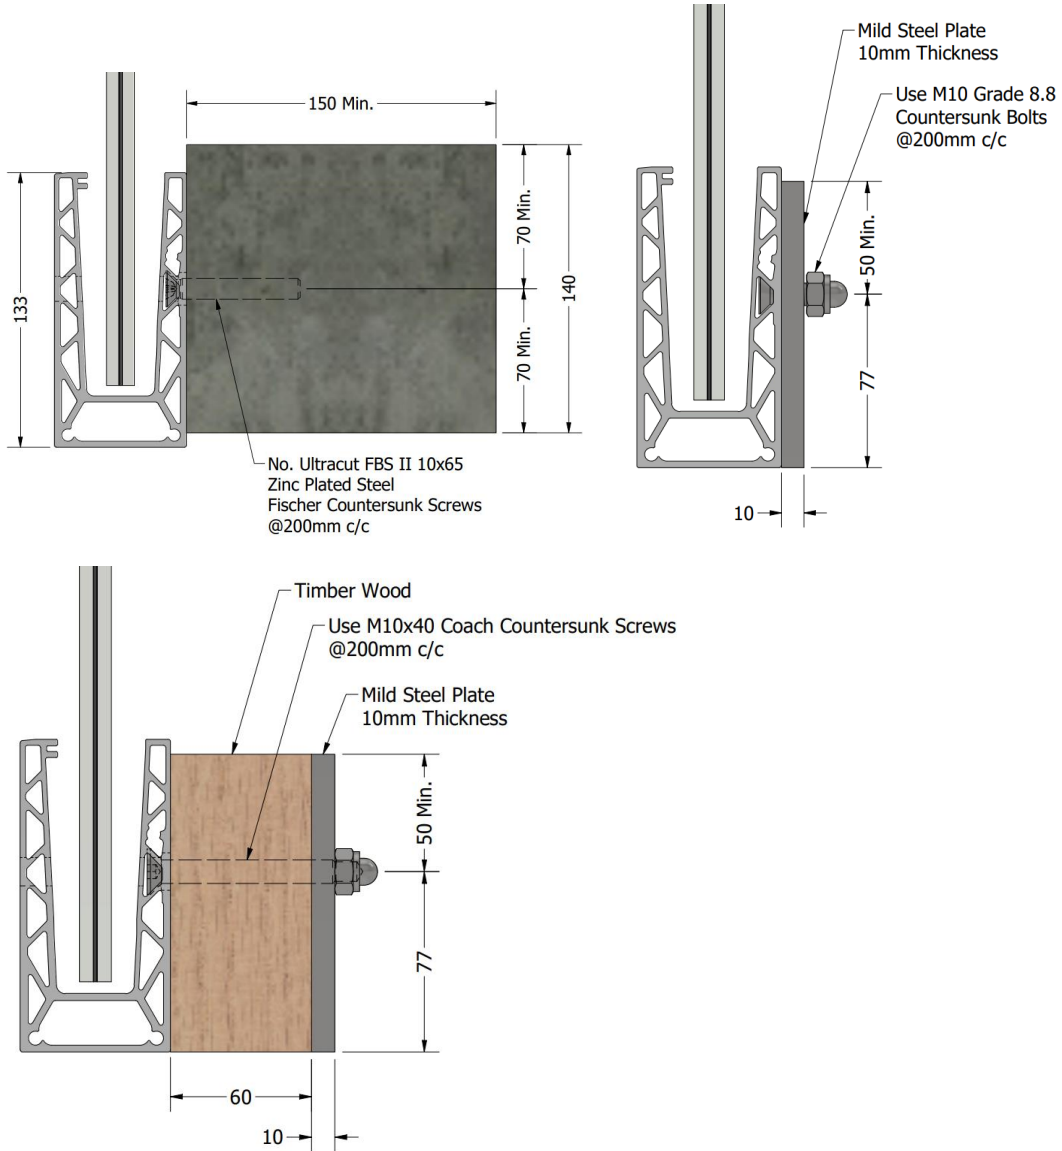 150 Min.
133
70 Min.
70 Min.
140
No. Ultracut FBS II 10x65
Zinc Plated Steel
Fischer Countersunk Screws
@200mm c/c
Mild Steel Plate
10mm Thickness
Use M10 Grade 8.8
Countersunk Bolts
@200mm c/c
50 Min.
77
10
Timber Wood
Use M10x40 Coach Countersunk Screws
@200mm c/c
Mild Steel Plate
10mm Thickness
50 Min.
77
60
10